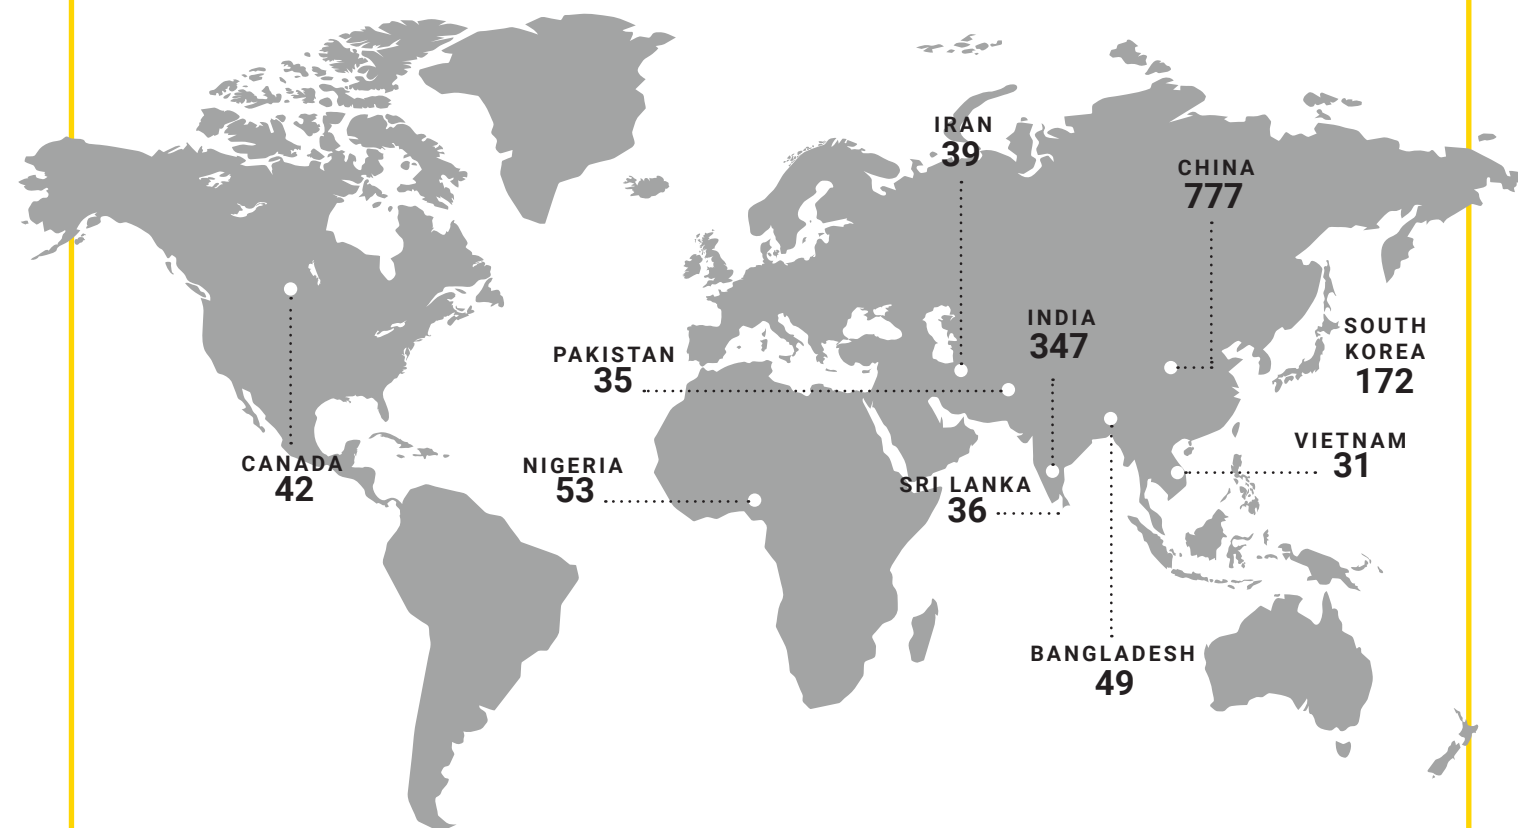 IRAN
39
CHINA
777
INDIA
347
SOUTH
KOREA
172
PAKISTAN
35
VIETNAM
31
CANADA
42
NIGERIA
53
SRI LANKA
36
BANGLADESH
49